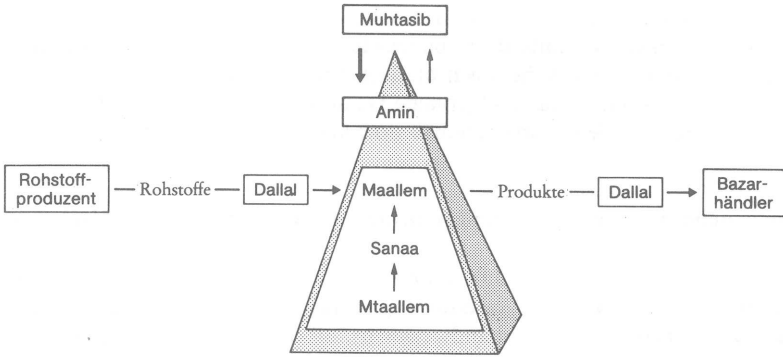 Muhtasib
Amin
Rohstoff-
produzent
Rohstoffe
Dallal
Maallem
Sanaa
Mtaallem
Produkte
Dallal
Bazar-
händler